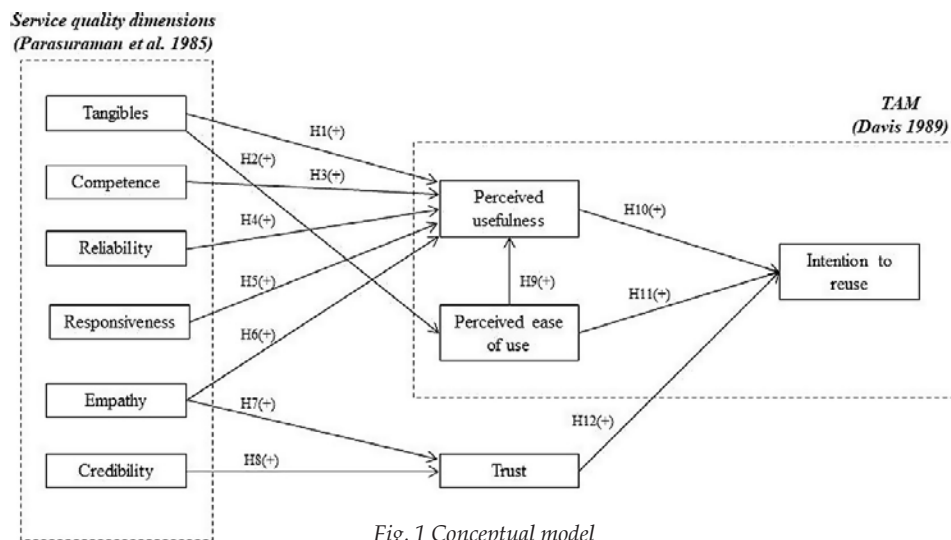 Service quality dimensions
(Parasuraman et al. 1985)
TAM
(Davis 1989)
Tangibles
H1(+)
H2(+)
Competence
H3(+)
Perceived
usefulness
H10(+)
Reliability
H4(+)
Intention to
reuse
H5(+)
H9(+)
H11(+)
Responsiveness
H6(+)
Perceived ease
of use
Empathy
H7(+)
H12(+)
Credibility
H8(+)
Trust
Fig. 1 Conceptual model